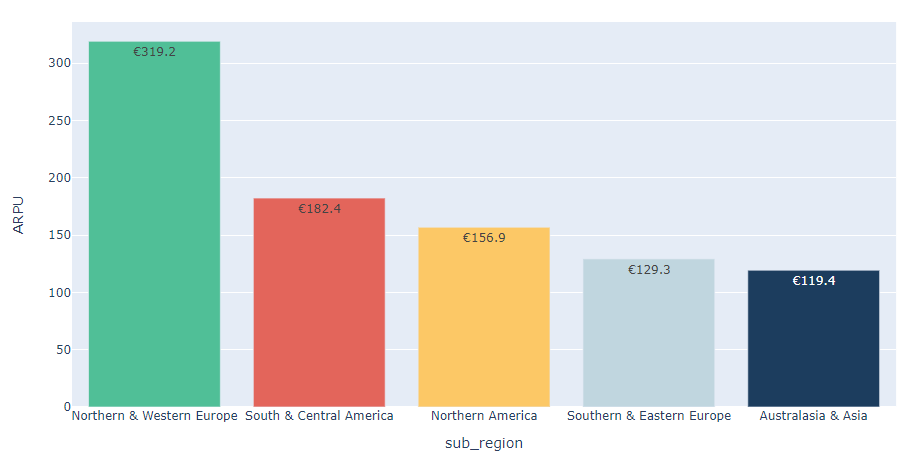 ARPU
300
250
200
150
100
50
0
€319.2
€182.4
€156.9
€129.3
€119.4
Northern & Western Europe
South & Central America
Northern America
Southern & Eastern Europe
Australasia & Asia
sub_region